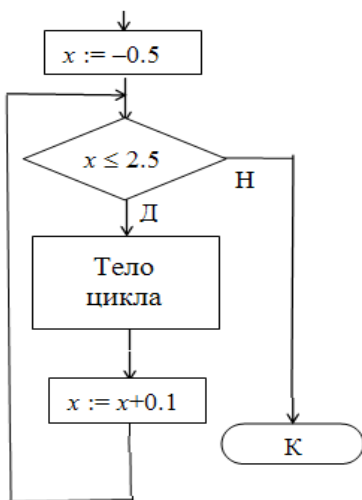 x := –0.5
x ≤ 2.5
Н
Д
Тело
цикла
x := x+0.1
К